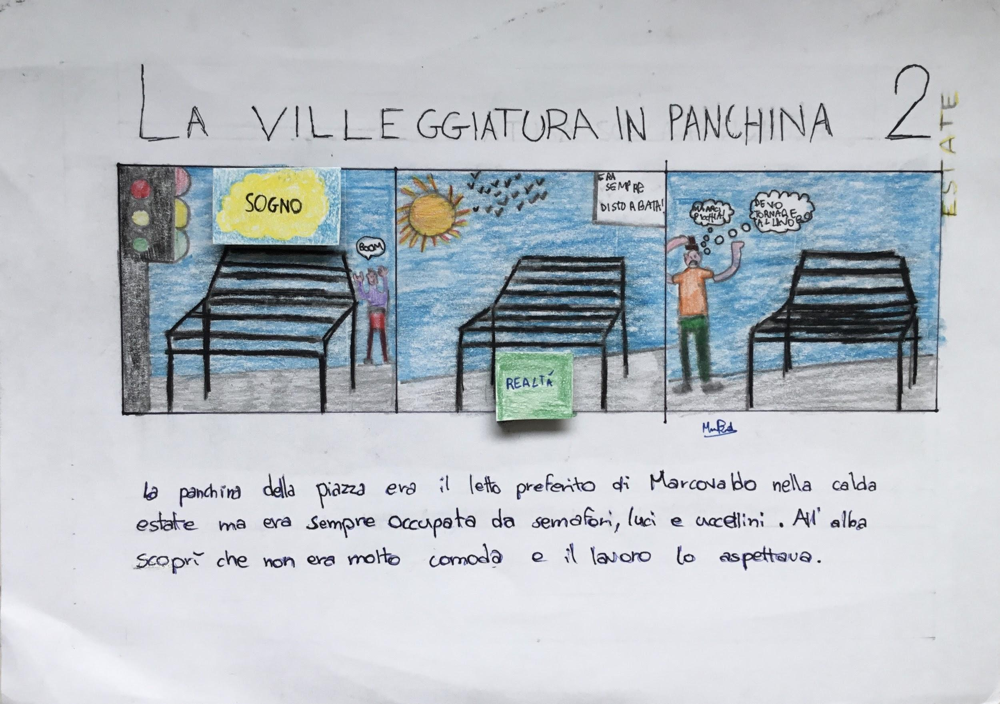 LA VILLEGGIATURA IN PANCHINA 2
ESTATE
SOGNO
BOOM
ERA
SEMPRE
DISTORBATA!
DEVO
TORNARE
AL LAVORO
REALTÁ
La panchina della piazza era il letto preferito di Marcovaldo nella calda
estate ma era sempre occupata da semafori, luci e uccellini. All'alba
scoprì che non era molto comoda e il lavoro lo aspettava.